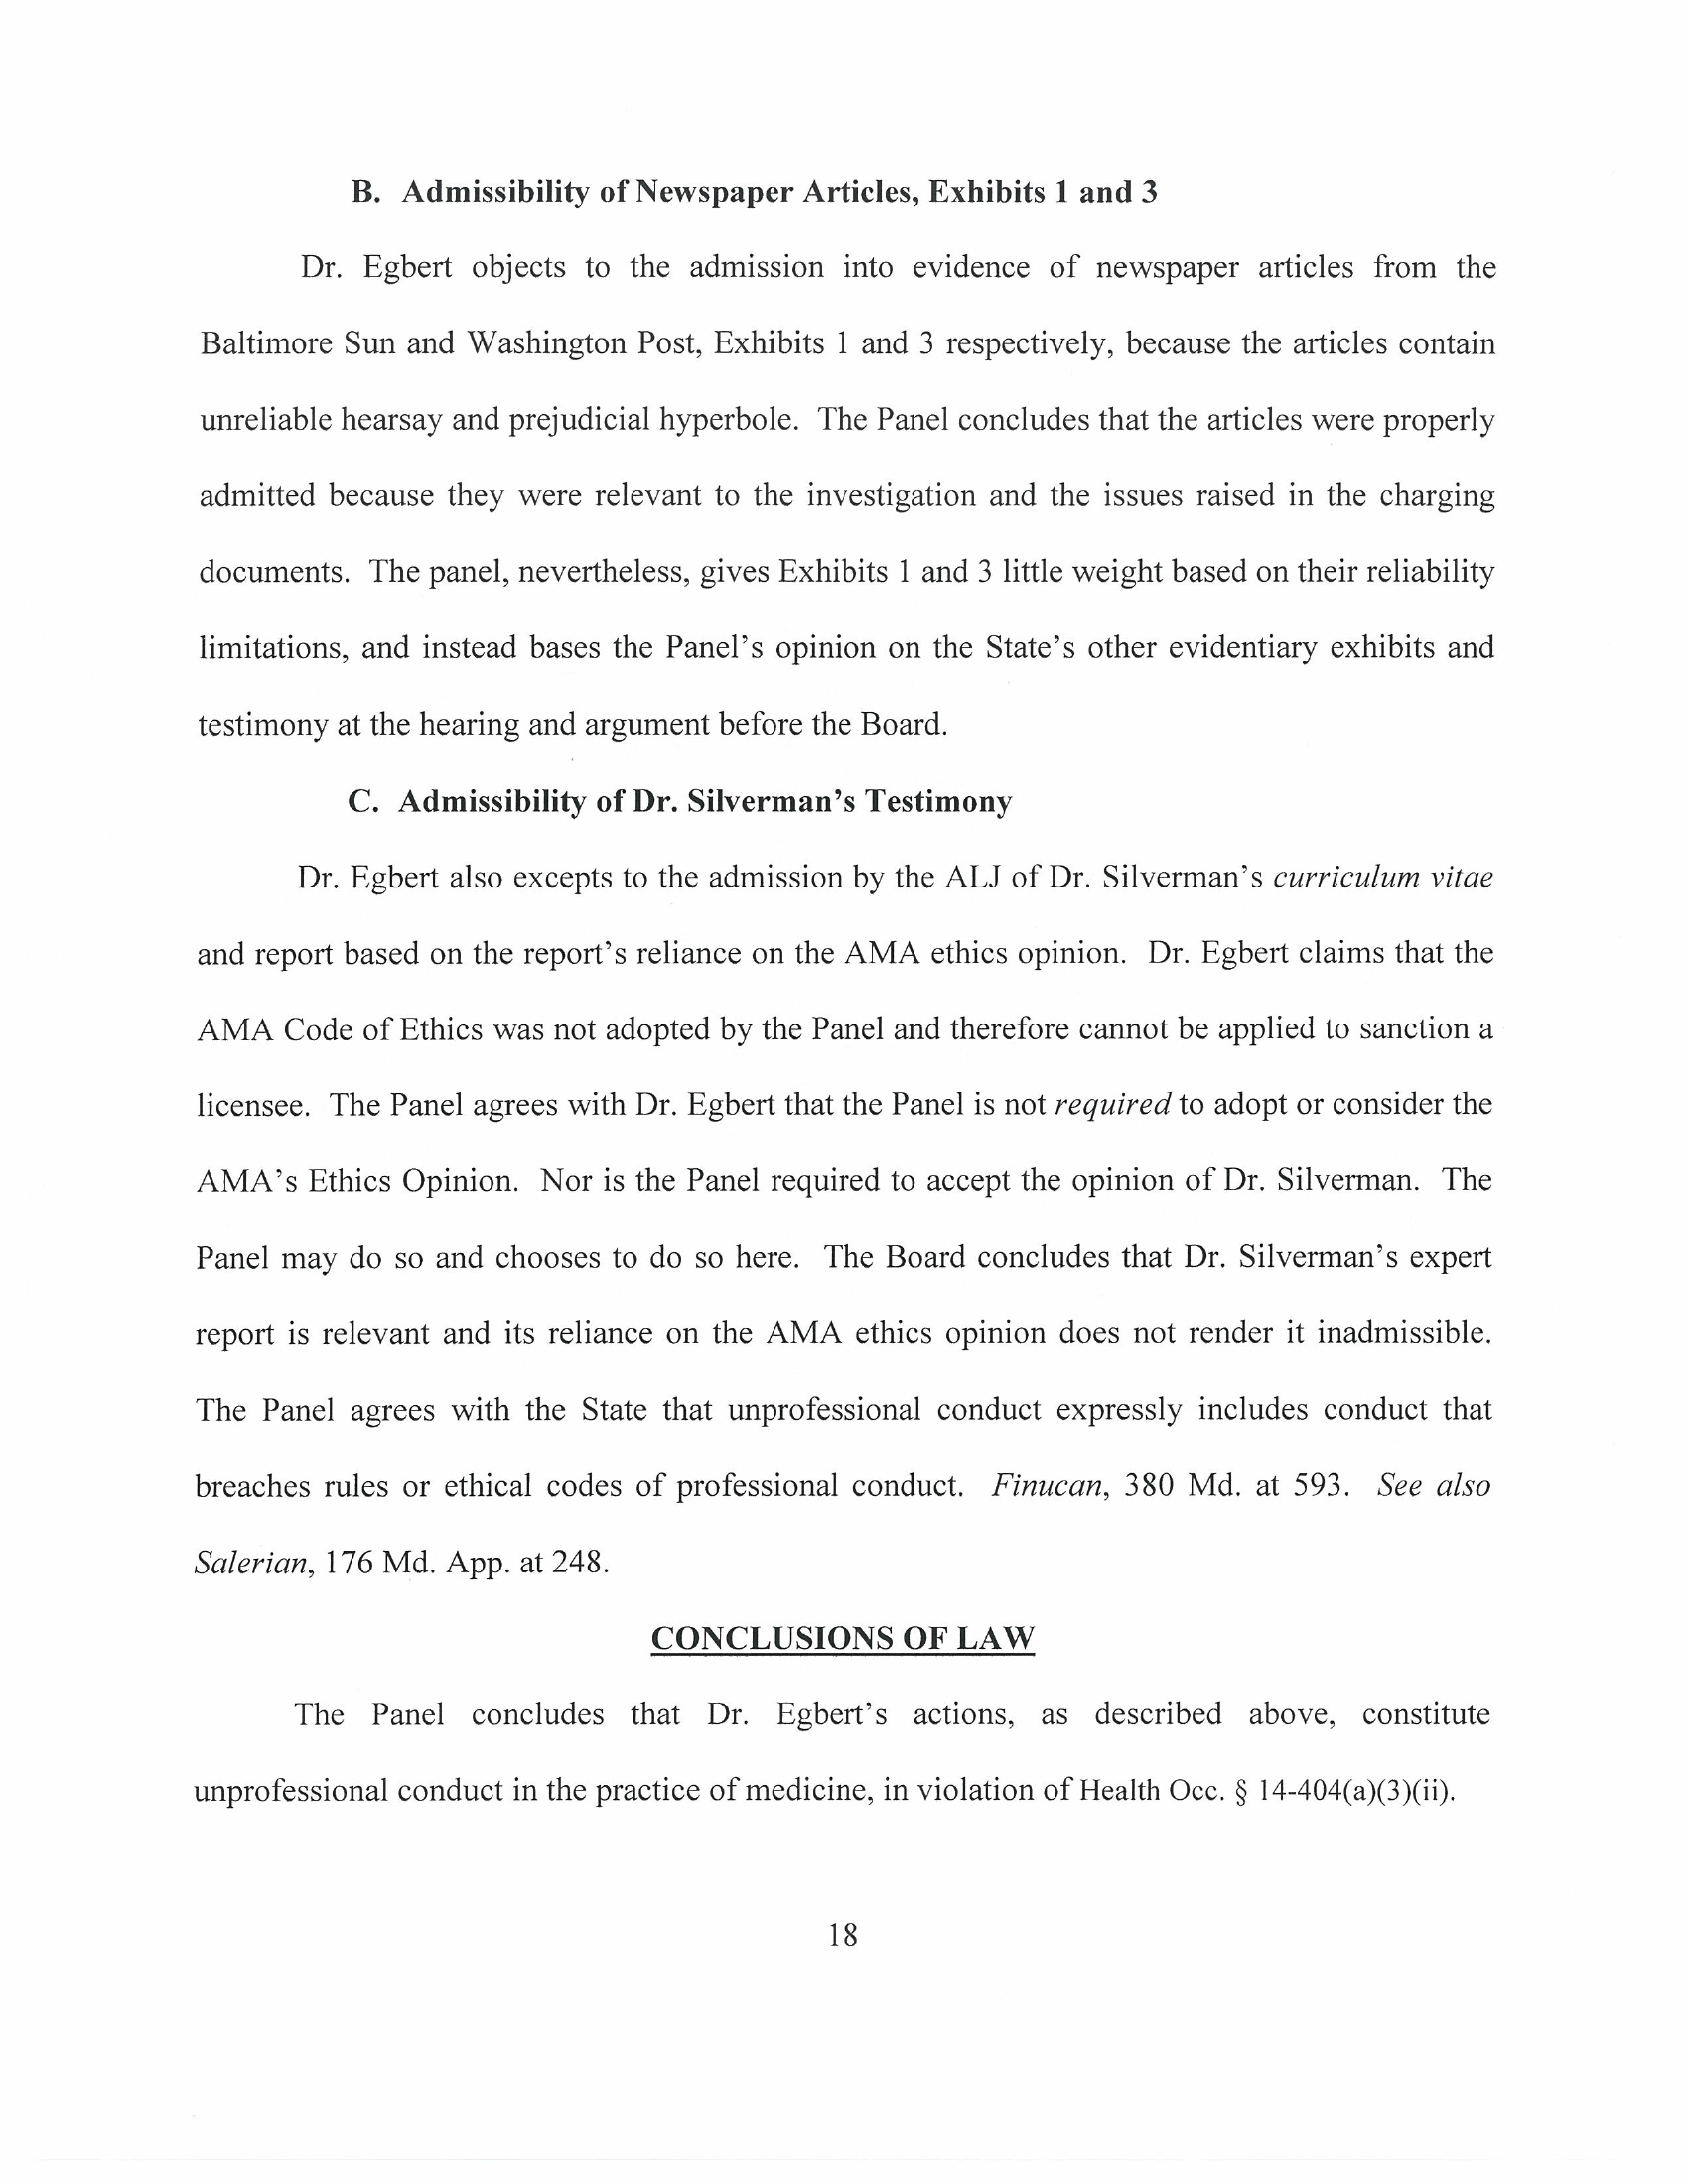 B. Admissibility of Newspaper Articles, Exhibits 1 and 3
Dr. Egbert objects to the admission into evidence of newspaper articles from the
Baltimore Sun and Washington Post, Exhibits 1 and 3 respectively, because the articles contain
unreliable hearsay and prejudicial hyperbole. The Panel concludes that the articles were properly
admitted because they were relevant to the investigation and the issues raised in the charging
documents. The panel, nevertheless, gives Exhibits 1 and 3 little weight based on their reliability
limitations, and instead bases the Panel’s opinion on the State’s other evidentiary exhibits and
testimony at the hearing and argument before the Board.
C. Admissibility of Dr. Silverman’s Testimony
Dr. Egbert also excepts to the admission by the ALJ of Dr. Silverman’s curriculum vitae
and report based on the report’s reliance on the AMA ethics opinion. Dr. Egbert claims that the
AMA Code of Ethics was not adopted by the Panel and therefore cannot be applied to sanction a
licensee. The Panel agrees with Dr. Egbert that the Panel is not required to adopt or consider the
AMA’s Ethics Opinion. Nor is the Panel required to accept the opinion of Dr. Silverman. The
Panel may do so and chooses to do so here. The Board concludes that Dr. Silverman’s expert
report is relevant and its reliance on the AMA ethics opinion does not render it inadmissible.
The Panel agrees with the State that unprofessional conduct expressly includes conduct that
breaches rules or ethical codes of professional conduct. Finucan, 380 Md. at 593. See also
Salerian, 176 Md. App. at 248.
CONCLUSIONS OF LAW
The Panel concludes that Dr. Egbert’s actions, as described above, constitute
unprofessional conduct in the practice of medicine, in violation of Health Occ. § 14-404(a)(3)(ii).
18